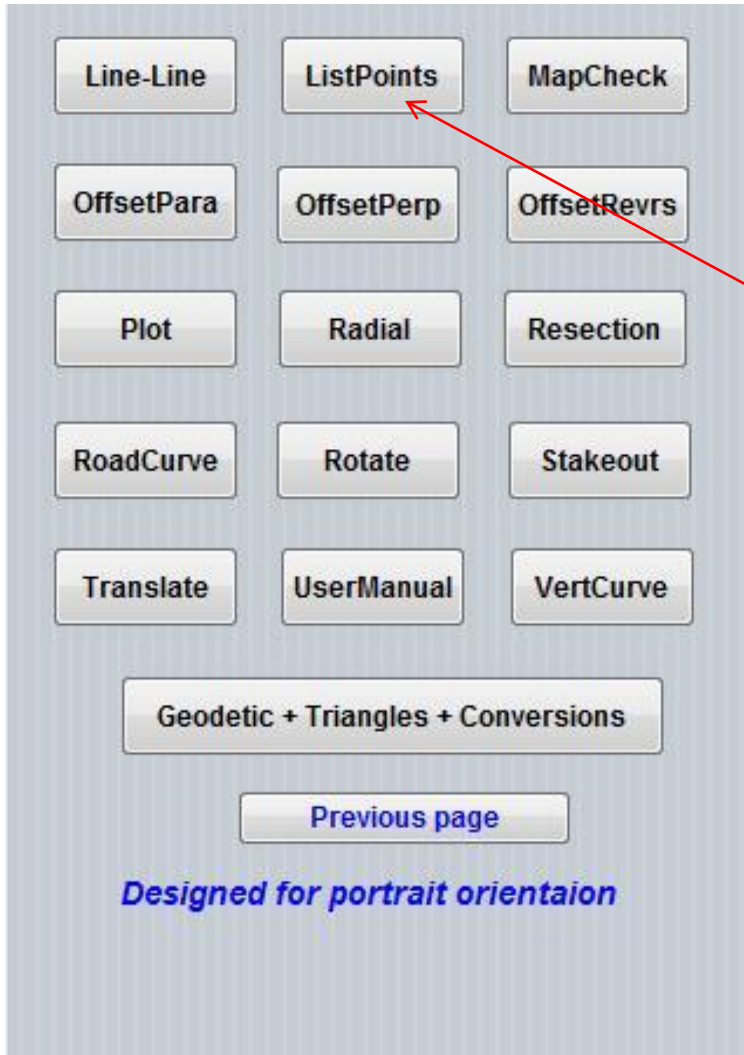 Line-Line ListPoints MapCheck
OffsetPara OffsetPerp OffsetRevrs
Plot Radial Resection
RoadCurve Rotate Stakeout
Translate UserManual VertCurve
Geodetic + Triangles + Conversions
Previous page
Designed for portrait orientaion